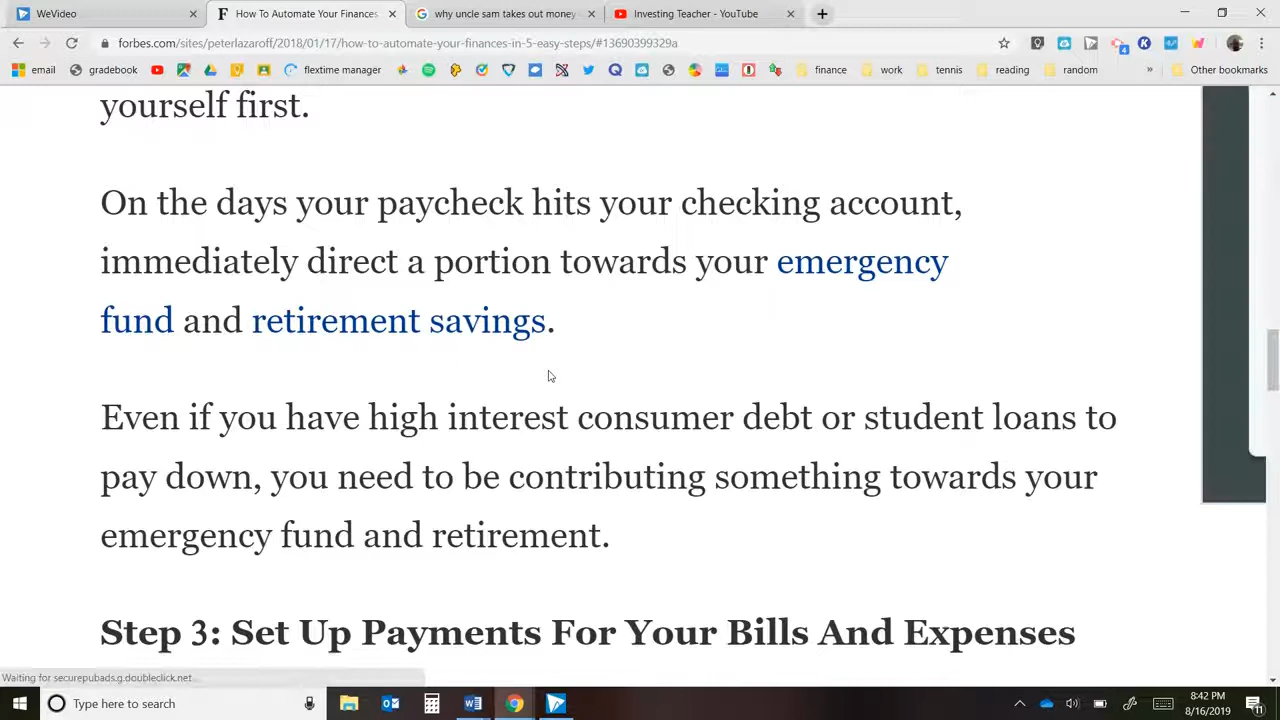 WeVideo
How To Automate Your Finances
why uncle sam takes out money
Investing Teacher - YouTube
forbes.com/sites/peterlazaroff/2018/01/17/how-to-automate-your-finances-in-5-easy-steps/#13690399329a
email
gradebook
flextime manager
finance
work
tennis
reading
random
Other bookmarks
yourself first.
On the days your paycheck hits your checking account,
immediately direct a portion towards your emergency
fund and retirement savings.
Even if you have high interest consumer debt or student loans to
pay down, you need to be contributing something towards your
emergency fund and retirement.
Step 3: Set Up Payments For Your Bills And Expenses
Waiting for securepubads.g.doubleclick.net...
Type here to search
8:42 PM
8/16/2019